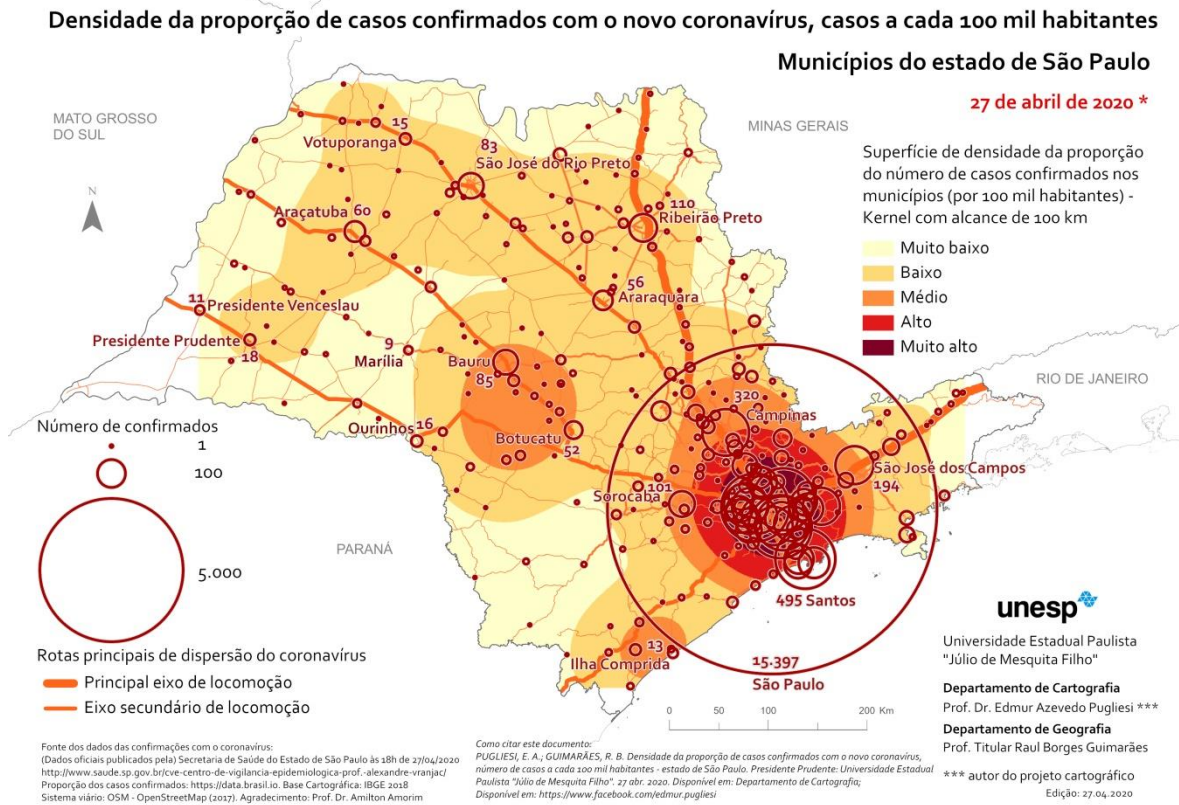 Densidade da proporção de casos confirmados com o novo coronavírus, casos a cada 100 mil habitantes
Municípios do estado de São Paulo
27 de abril de 2020 *
MATO GROSSO
DO SUL
MINAS GERAIS
RIO DE JANEIRO
PARANÁ
N
Superfície de densidade da proporção
do número de casos confirmados nos
municípios (por 100 mil habitantes) -
Kernel com alcance de 100 km
Muito baixo
Baixo
Médio
Alto
Muito alto
15
Votuporanga
83
São José do Rio Preto
Araçatuba 60
110
Ribeirão Preto
56
Araraquara
11
Presidente Venceslau
Presidente Prudente
18
9
Marília
Bauru
85
Ourinhos 16
Botucatu
52
320
Campinas
101
Sorocaba
São José dos Campos
194
495 Santos
13
Ilha Comprida
15.397
São Paulo
Número de confirmados
1
100
5.000
Rotas principais de dispersão do coronavírus
Principal eixo de locomoção
Eixo secundário de locomoção
0 50 100 200 Km
unesp
Universidade Estadual Paulista
"Júlio de Mesquita Filho"
Departamento de Cartografia
Prof. Dr. Edmur Azevedo Pugliesi ***
Departamento de Geografia
Prof. Titular Raul Borges Guimarães
*** autor do projeto cartográfico
Edição: 27.04.2020
Fonte dos dados das confirmações com o coronavírus:
(Dados oficiais publicados pela) Secretaria de Saúde do Estado de São Paulo às 18h de 27/04/2020
http://www.saude.sp.gov.br/cve-centro-de-vigilancia-epidemiologica-prof.-alexandre-vranjac/
Proporção dos casos confirmados: https://data.brasil.io. Base Cartográfica: IBGE 2018
Sistema viário: OSM - OpenStreetMap (2017). Agradecimento: Prof. Dr. Amilton Amorim
Como citar este documento:
PUGLIESI, E. A.; GUIMARÃES, R. B. Densidade da proporção de casos confirmados com o novo coronavírus,
número de casos a cada 100 mil habitantes - estado de São Paulo. Presidente Prudente: Universidade Estadual
Paulista "Júlio de Mesquita Filho". 27 abr. 2020. Disponível em: Departamento de Cartografia;
Disponível em: https://www.facebook.com/edmur.pugliesi